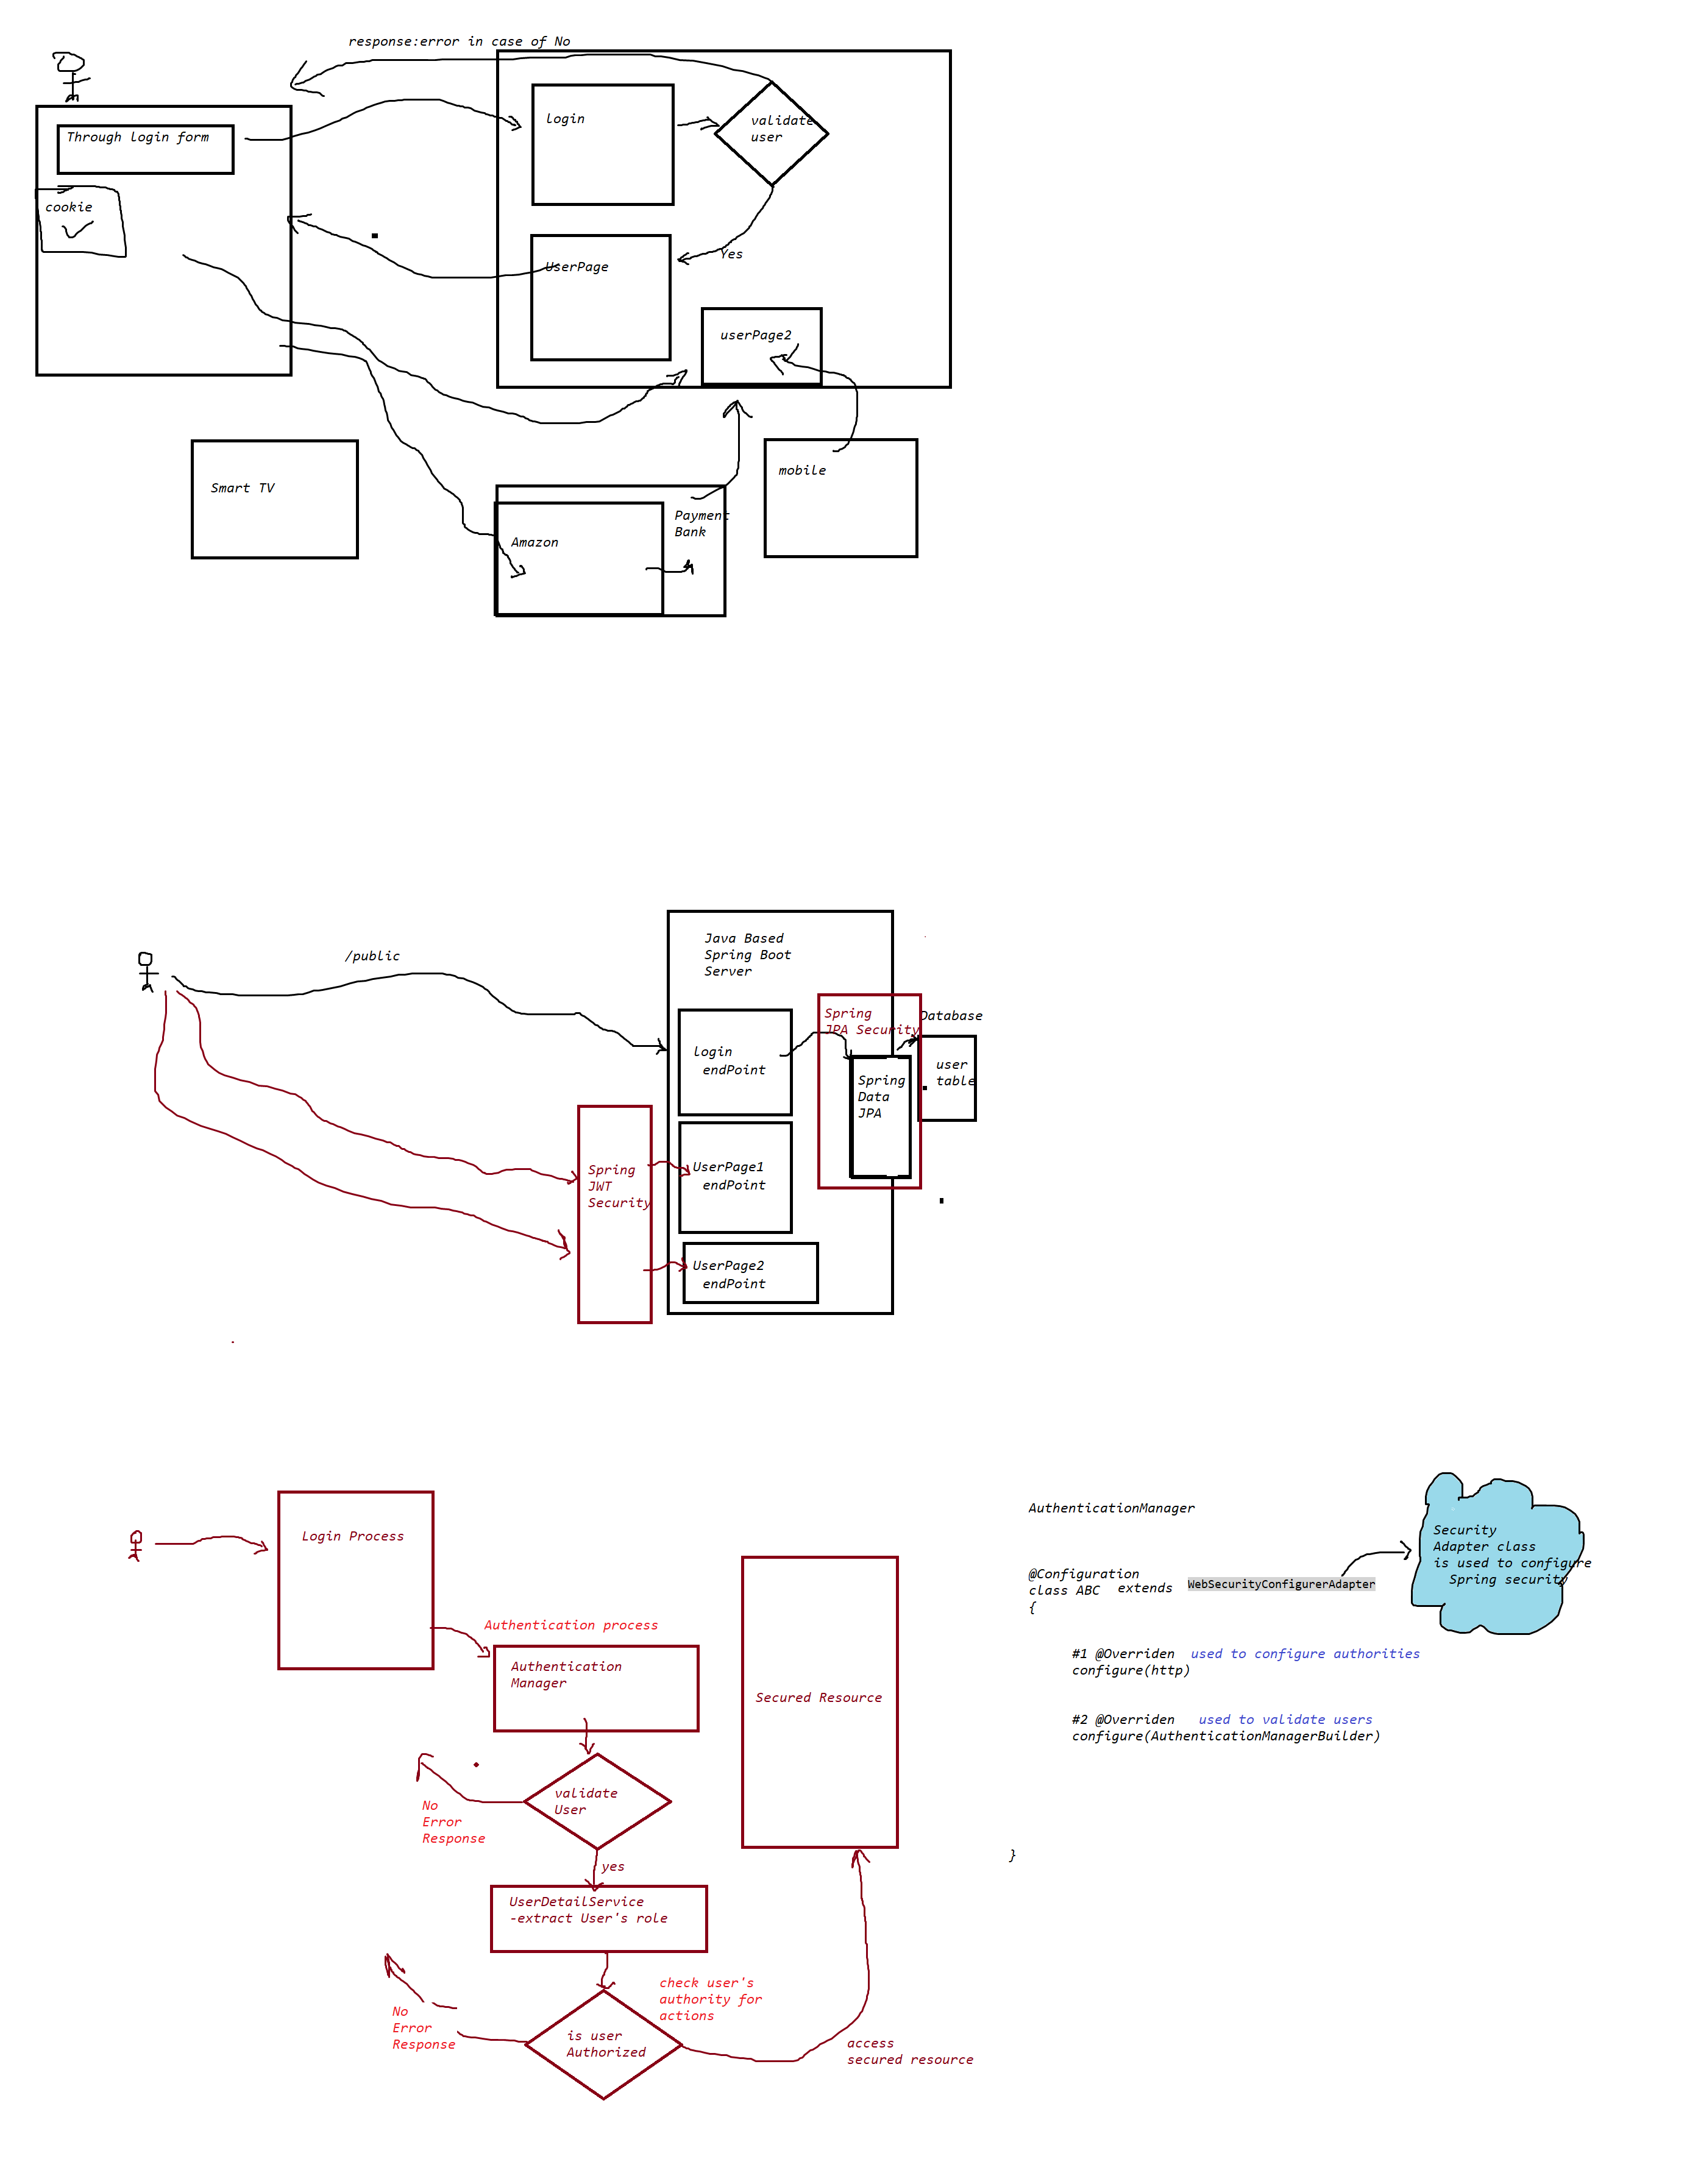 response:error in case of No
Through login form
cookie
login
validate
user
UserPage
Yes
userPage2
Smart TV
Amazon
Payment
Bank
mobile
/public
Java Based
Spring Boot
Server
login
endPoint
Spring
JPA Security
Database
user
table
Spring
Data
JPA
Spring
JWT
Security
UserPage1
endPoint
UserPage2
endPoint
Login Process
Authentication process
Authentication
Manager
validate
User
No
Error
Response
yes
UserDetailService
-extract User's role
check user's
authority for
actions
No
Error
Response
is user
Authorized
access
secured resource
Secured Resource
AuthenticationManager
@Configuration
class ABC extends WebSecurityConfigurerAdapter
{
#1 @Overriden used to configure authorities
configure(http)
#2 @Overriden used to validate users
configure(AuthenticationManagerBuilder)
}
Security
Adapter class
is used to configure
Spring security